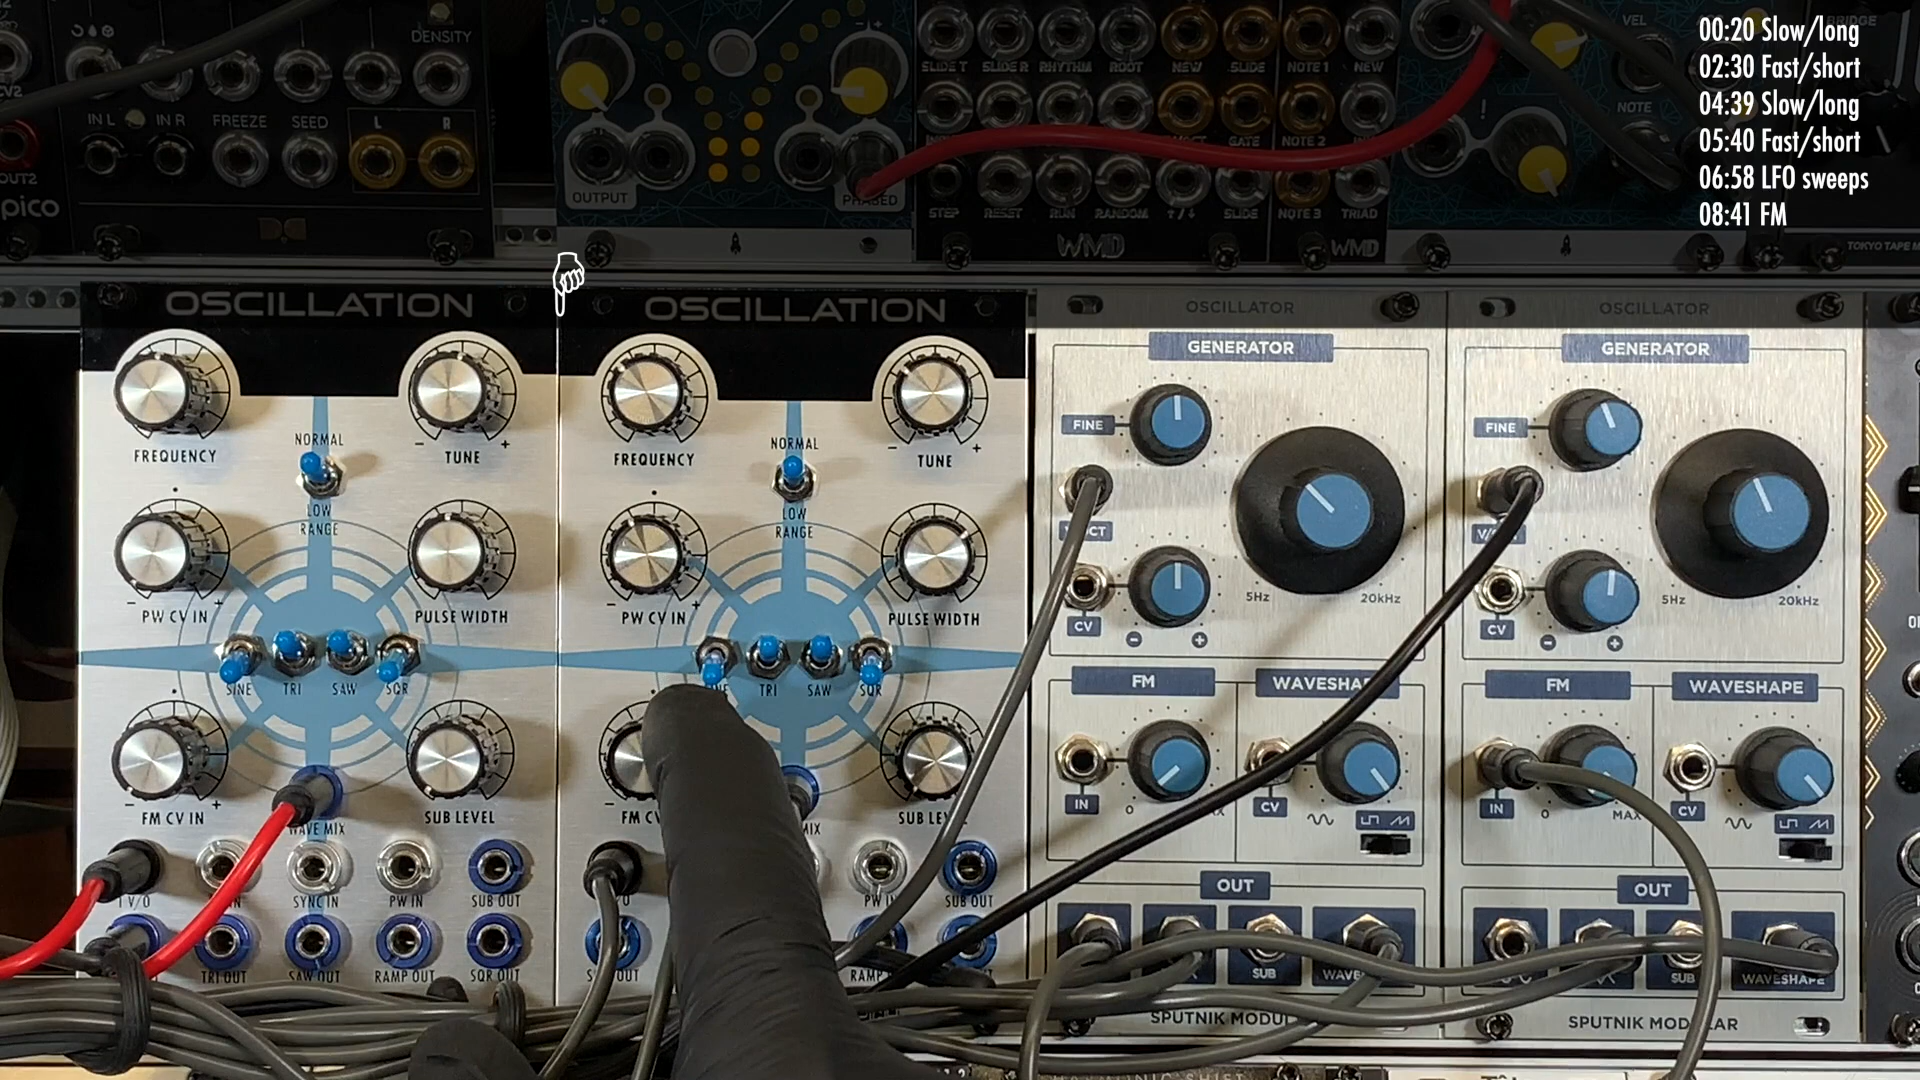 00:20 Slow/long
02:30 Fast/short
04:39 Slow/long
05:40 Fast/short
06:58 LFO sweeps
08:41 FM
DENSITY
IN L IN R FREEZE SEED L R
OUT2
pico
OUTPUT
PHASED
SLIDE T SLIDE R RHYTHM ROOT NEW SLIDE NOTE 1 NEW
GATE NOTE 2
STEP RESET RUN RANDOM ↑/↓ SLIDE NOTE 3 TRIAD
WMD WMD
VEL
NOTE
BRIDGE
TOKYO TAPE M
OSCILLATION
FREQUENCY
TUNE
- +
NORMAL
LOW
RANGE
- PW CV IN +
PULSE WIDTH
SINE TRI SAW SQR
- FM CV IN +
SUB LEVEL
WAVE MIX
1 V/O
SYNC IN
PW IN
SUB OUT
TRI OUT
SAW OUT
RAMP OUT
SQR OUT
OSCILLATION
FREQUENCY
TUNE
- +
NORMAL
LOW
RANGE
- PW CV IN +
PULSE WIDTH
TRI SAW SQR
SUB OUT
OSCILLATOR
GENERATOR
FINE
CV
- +
5Hz 20kHz
FM
IN
0
CV
OUT
SUB
OSCILLATOR
GENERATOR
FINE
CV
- +
5Hz 20kHz
FM
WAVESHAPE
IN
0 MAX
CV
OUT
SUB
WAVESHAPE
SPUTNIK MODULAR